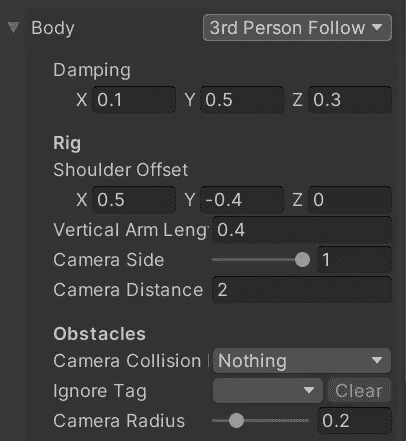 Body 3rd Person Follow
Damping
X 0.1 Y 0.5 Z 0.3
Rig
Shoulder Offset
X 0.5 Y -0.4 Z 0
Vertical Arm Leng 0.4
Camera Side 1
Camera Distance 2
Obstacles
Camera Collision Nothing
Ignore Tag Clear
Camera Radius 0.2